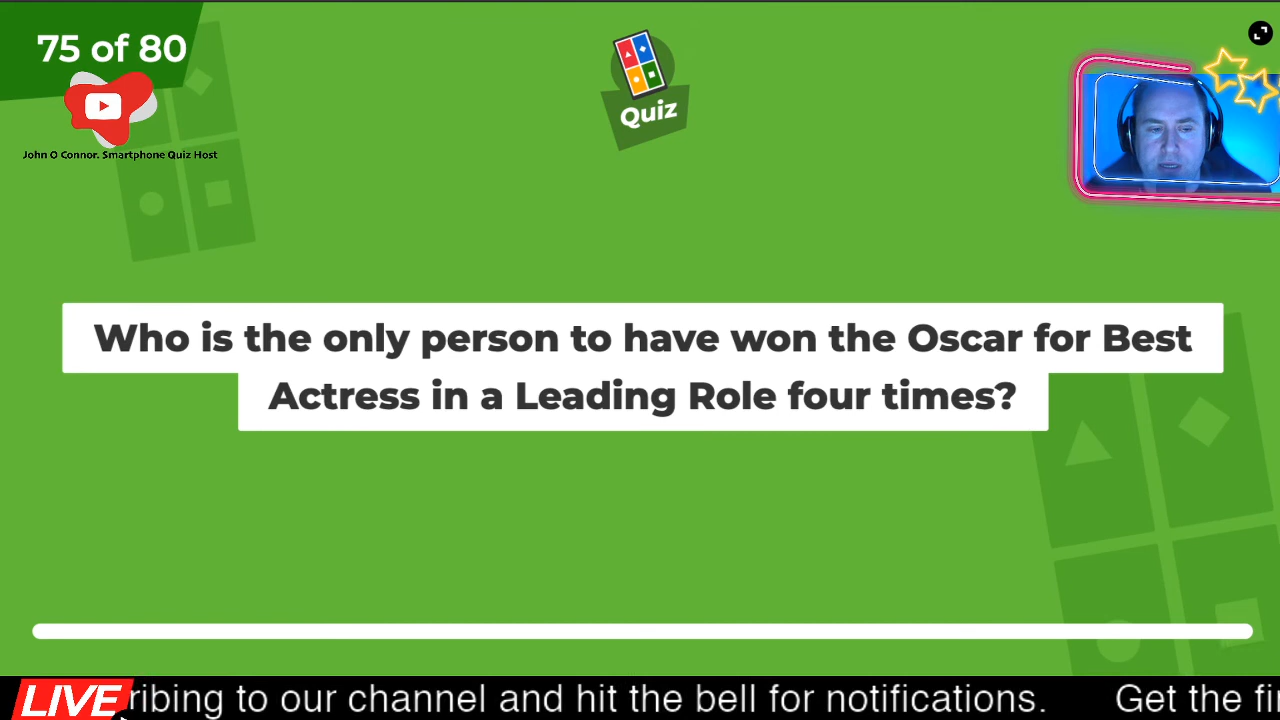 75 of 80
John O Connor. Smartphone Quiz Host
Quiz
Who is the only person to have won the Oscar for Best
Actress in a Leading Role four times?
LIVE
ribing to our channel and hit the bell for notifications. Get the fi